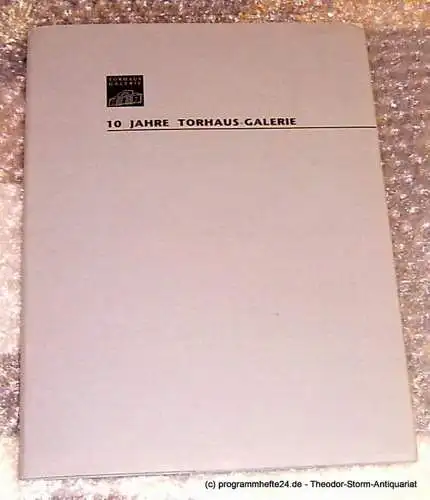 TORHAUS
GALERIE
10 JAHRE TORHAUS-GALERIE
(c) programmhefte24.de - Theodor-Storm-Antiquariat